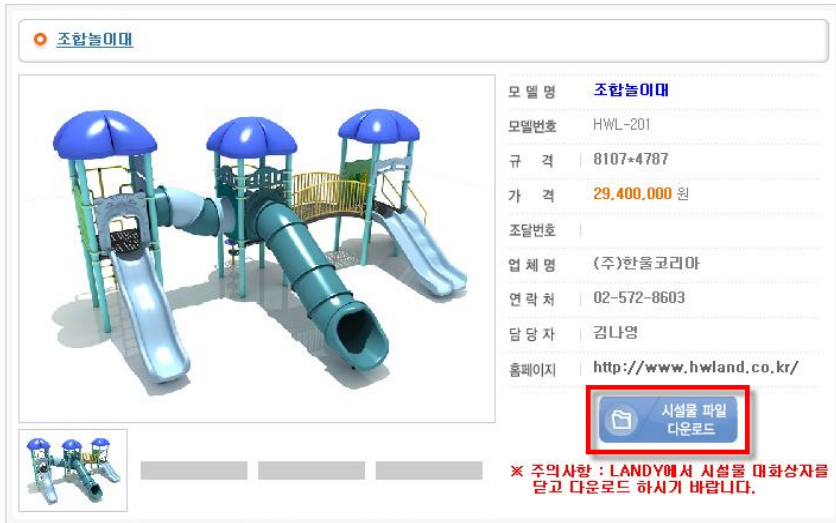 조합놀이대
모 델 명 조합놀이대
모델번호 HWL-201
규 격 8107*4787
가 격 29,400,000 원
조달번호
업 체 명 (주)한울코리아
연 락 처 02-572-8603
담 당 자 김나영
홈페이지 http://www.hwland.co.kr/
시설물 파일
다운로드
※ 주의사항 : LANDY에서 시설물 대화상자를
닫고 다운로드 하시기 바랍니다.